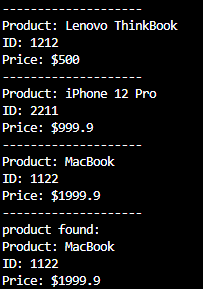 --------------------
Product: Lenovo ThinkBook
ID: 1212
Price: $500
--------------------
Product: iPhone 12 Pro
ID: 2211
Price: $999.9
--------------------
Product: MacBook
ID: 1122
Price: $1999.9
--------------------
product found:
Product: MacBook
ID: 1122
Price: $1999.9